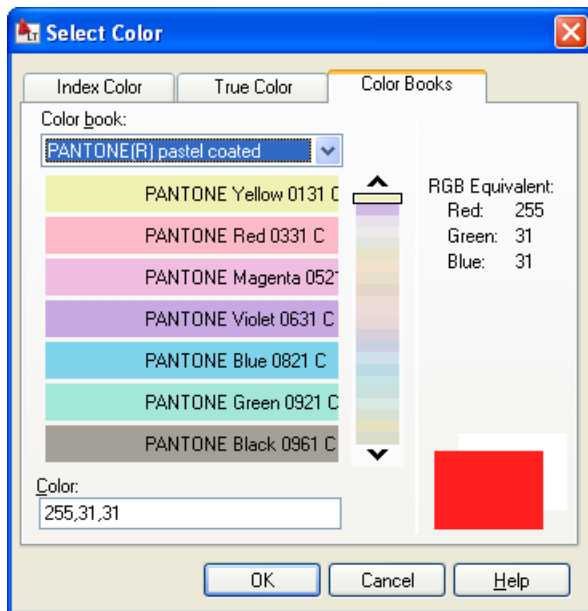 LT
Select Color
Index Color
True Color
Color Books
Color book:
PANTONE(R) pastel coated
PANTONE Yellow 0131 C
PANTONE Red 0331 C
PANTONE Magenta 0521
PANTONE Violet 0631 C
PANTONE Blue 0821 C
PANTONE Green 0921 C
PANTONE Black 0961 C
RGB Equivalent:
Red: 255
Green: 31
Blue: 31
Color:
255,31,31
OK
Cancel
Help